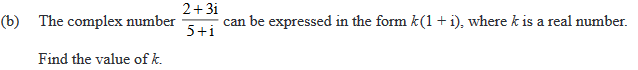 (b) The complex number (2+3i)/(5+i) can be expressed in the form k(1 + i), where k is a real number.
Find the value of k.